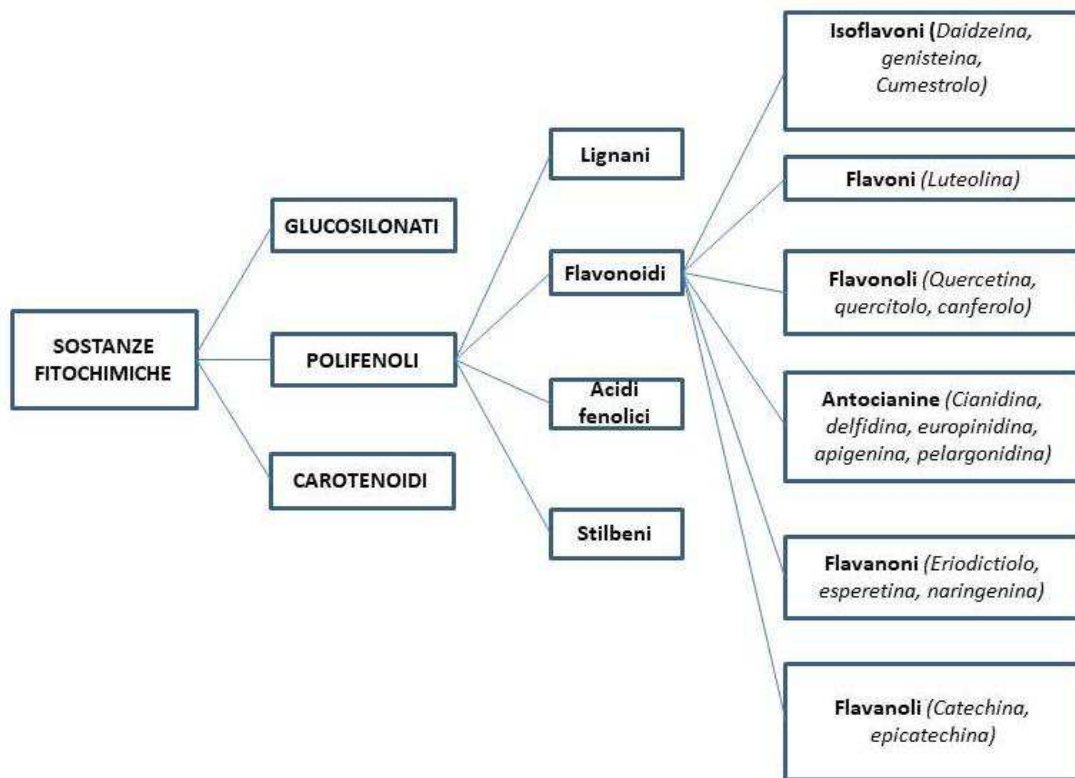 SOSTANZE
FITOCHIMICHE
GLUCOSILONATI
POLIFENOLI
CAROTENOIDI
Lignani
Flavonoidi
Acidi
fenolici
Stilbeni
Isoflavoni (Daidzeina,
genisteina,
Cumestrolo)
Flavoni (Luteolina)
Flavonoli (Quercetina,
quercitolo, canferolo)
Antocianine (Cianidina,
delfidina, europinidina,
apigenina, pelargonidina)
Flavanoni (Eriodictiolo,
esperetina, naringenina)
Flavanoli (Catechina,
epicatechina)